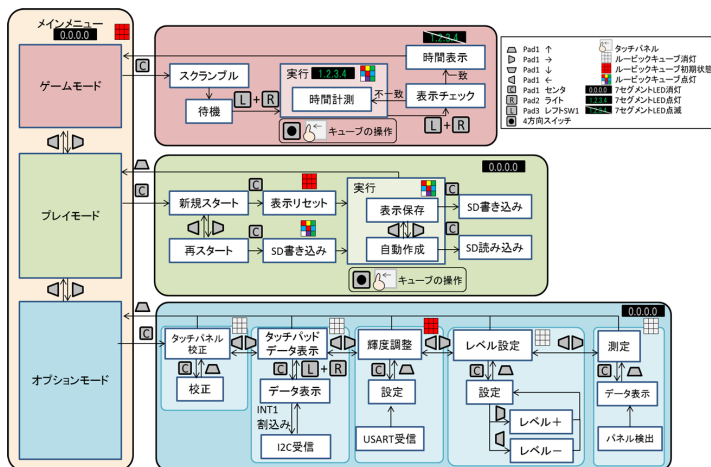 メインメニュー
0.0.0.0
ゲームモード
プレイモード
オプションモード
C
スクランブル
待機
L + R
実行 1.2.3.4
時間計測
1.2.3.4
時間表示
一致
不一致
表示チェック
L + R
キューブの操作
Pad1 ↑
Pad1 →
Pad1 ↓
Pad1 ←
C Pad1 センタ
R Pad2 ライト
L Pad3 レフトSW1
4方向スイッチ
タッチパネル
ルービックキューブ消灯
ルービックキューブ初期状態
ルービックキューブ点灯
0.0.0.0 7セグメントLED消灯
1.2.3.4 7セグメントLED点灯
1.2.3.4 7セグメントLED点滅
0.0.0.0
C
新規スタート
C
表示リセット
実行
表示保存
C
SD書き込み
再スタート
C
SD書き込み
自動作成
C
SD読み込み
キューブの操作
0.0.0.0
C
タッチパネル
校正
C
校正
タッチパッド
データ表示
C L + R
データ表示
INT1
割込み
I2C受信
輝度調整
C
設定
USART受信
レベル設定
C
設定
レベル＋
レベル－
測定
C
データ表示
パネル検出